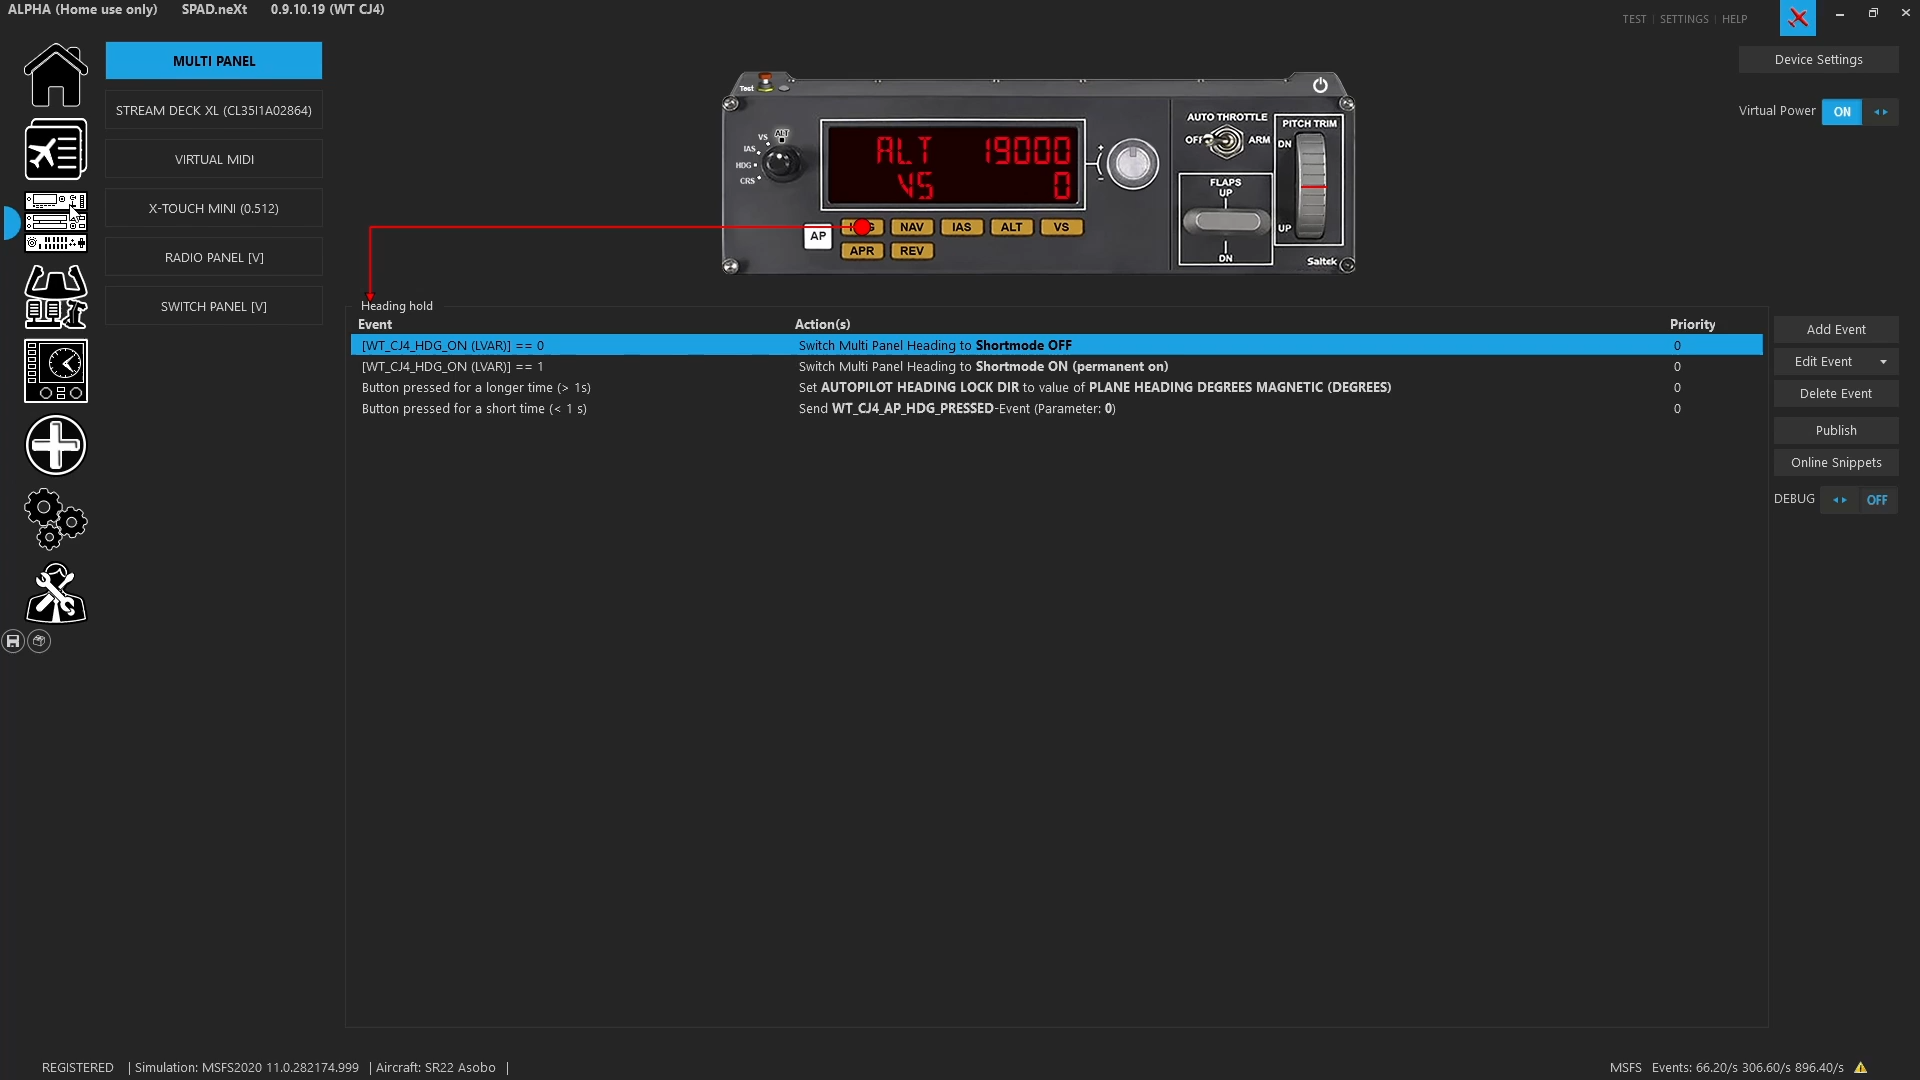 ALPHA (Home use only) SPAD.neXt 0.9.10.19 (WT CJ4)
TEST | SETTINGS | HELP
MULTI PANEL
STREAM DECK XL (CL35I1A02864)
VIRTUAL MIDI
X-TOUCH MINI (0.512)
RADIO PANEL [V]
SWITCH PANEL [V]
Device Settings
Virtual Power ON
Test
ALT
VS
IAS
HDG
CRS
ALT 19000
VS 0
+
-
AUTO THROTTLE
OFF ARM
PITCH TRIM
DN
UP
FLAPS
UP
DN
Saitek
AP
NAV IAS ALT VS
APR REV
Heading hold
Event Action(s) Priority
[WT_CJ4_HDG_ON (LVAR)] == 0 Switch Multi Panel Heading to Shortmode OFF 0
[WT_CJ4_HDG_ON (LVAR)] == 1 Switch Multi Panel Heading to Shortmode ON (permanent on) 0
Button pressed for a longer time (> 1s) Set AUTOPILOT HEADING LOCK DIR to value of PLANE HEADING DEGREES MAGNETIC (DEGREES) 0
Button pressed for a short time (< 1 s) Send WT_CJ4_AP_HDG_PRESSED-Event (Parameter: 0) 0
Add Event
Edit Event
Delete Event
Publish
Online Snippets
DEBUG OFF
REGISTERED | Simulation: MSFS2020 11.0.282174.999 | Aircraft: SR22 Asobo |
MSFS Events: 66.20/s 306.60/s 896.40/s